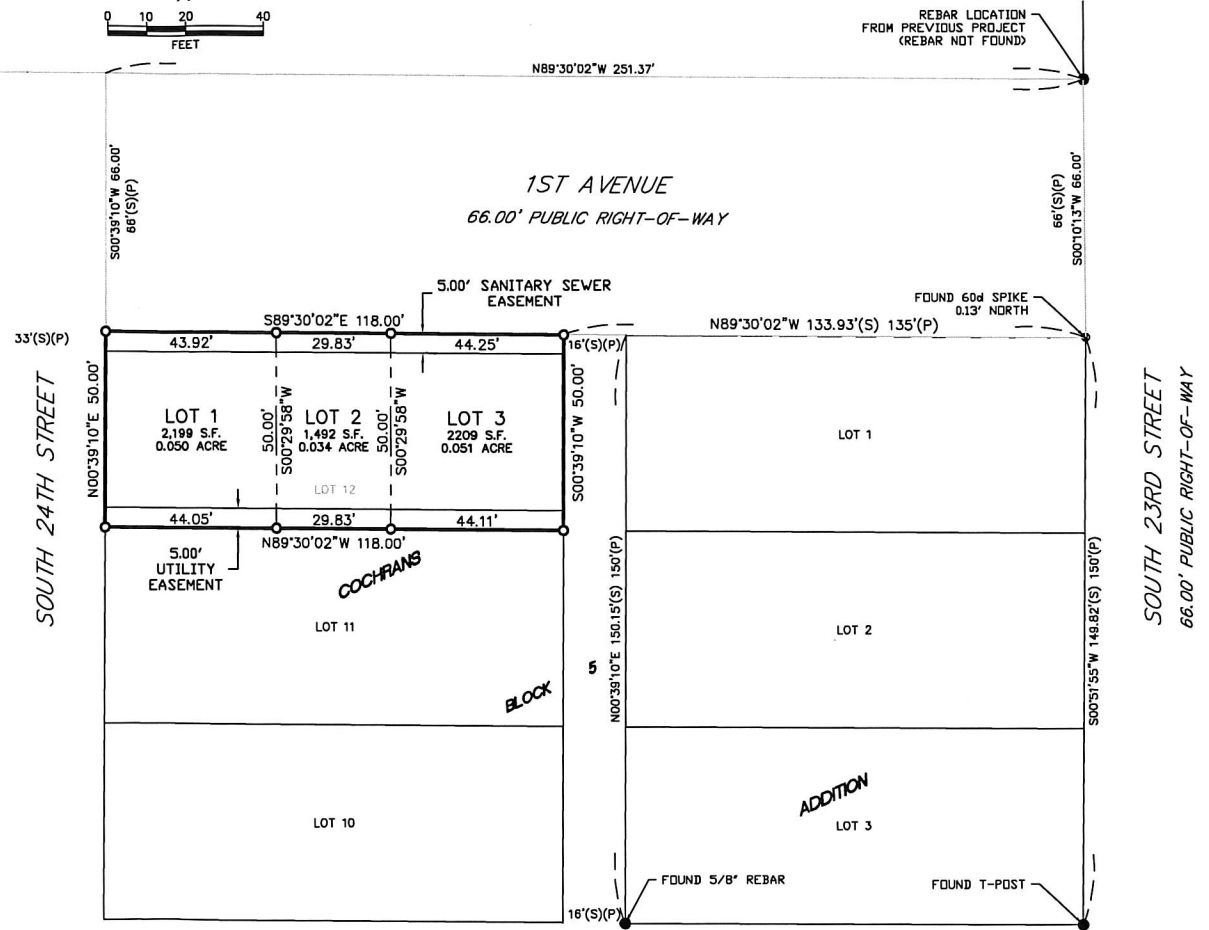 0 10 20 40
FEET
REBAR LOCATION
FROM PREVIOUS PROJECT
(REBAR NOT FOUND)
N89°30'02"W 251.37'
S00°39'10"W 66.00'
66'(S)(P)
1ST AVENUE
66.00' PUBLIC RIGHT-OF-WAY
66'(S)(P)
S00°10'13"W 66.00'
5.00' SANITARY SEWER
EASEMENT
FOUND 60d SPIKE
0.13' NORTH
33'(S)(P)
S89°30'02"E 118.00'
N89°30'02"W 133.93'(S) 135'(P)
43.92'
29.83'
44.25'
16'(S)(P)
SOUTH 24TH STREET
N00°39'10"E 50.00'
LOT 1
2,199 S.F.
0.050 ACRE
50.00'
S00°29'58"W
LOT 2
1,492 S.F.
0.034 ACRE
50.00'
S00°29'58"W
LOT 3
2209 S.F.
0.051 ACRE
S00°39'10"W 50.00'
LOT 12
44.05'
29.83'
44.11'
N89°30'02"W 118.00'
5.00'
UTILITY
EASEMENT
COCHRANS
LOT 11
BLOCK
5
LOT 10
16'(S)(P)
LOT 1
N00°39'10"E 150.15'(S) 150'(P)
LOT 2
S00°51'55"W 149.82'(S) 150'(P)
ADDITION
LOT 3
FOUND 5/8" REBAR
FOUND T-POST
SOUTH 23RD STREET
66.00' PUBLIC RIGHT-OF-WAY